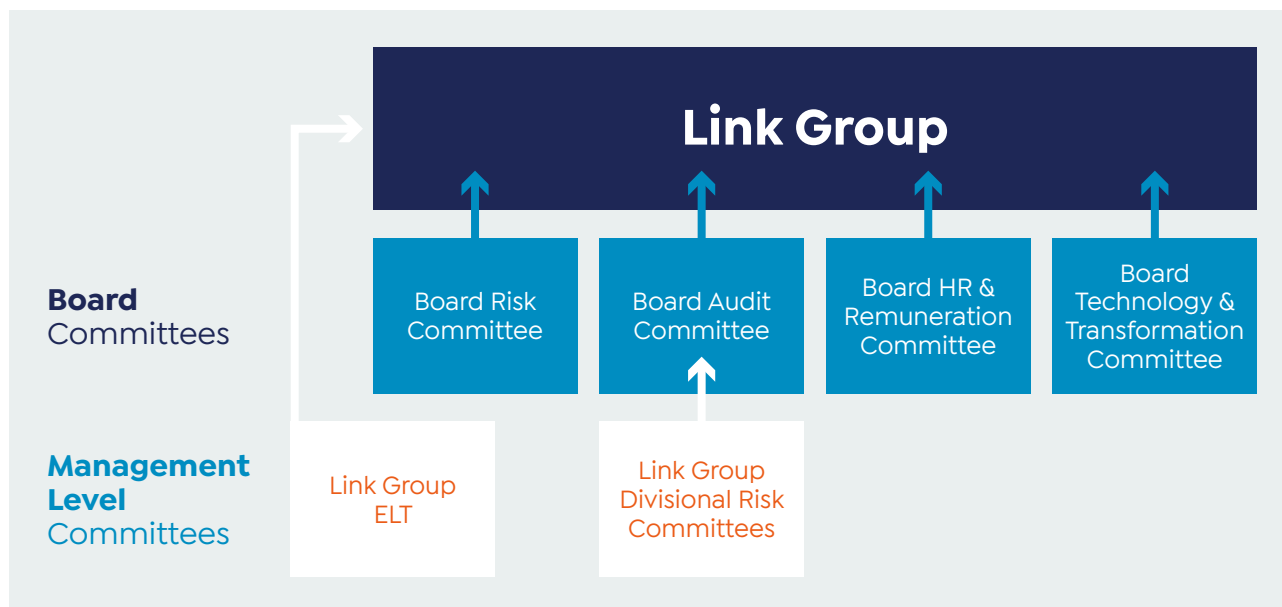 Link Group
Board
Committees
Board Risk
Committee
Board Audit
Committee
Board HR &
Remuneration
Committee
Board
Technology &
Transformation
Committee
Management
Level
Committees
Link Group
ELT
Link Group
Divisional Risk
Committees